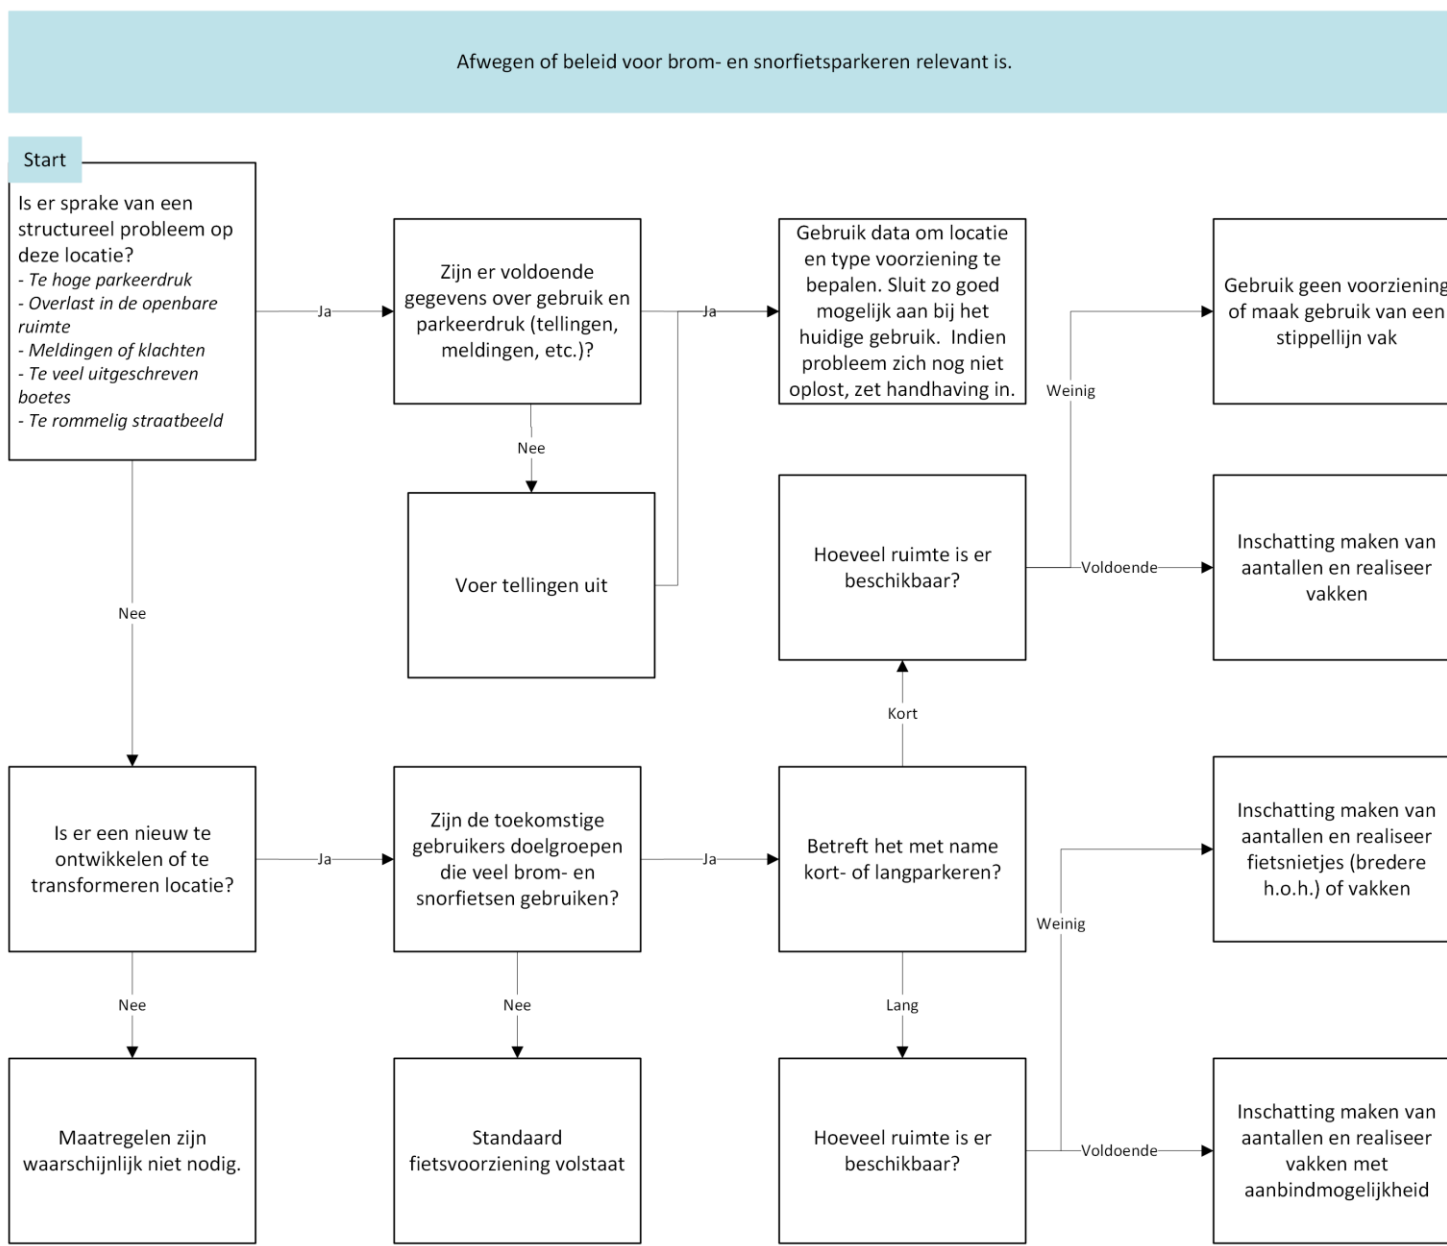 Afwegen of beleid voor brom- en snorfietsparkeren relevant is.
Start
Is er sprake van een
structureel probleem op
deze locatie?
- Te hoge parkeerdruk
- Overlast in de openbare
ruimte
- Meldingen of klachten
- Te veel uitgeschreven
boetes
- Te rommelig straatbeeld
Ja
Zijn er voldoende
gegevens over gebruik en
parkeerdruk (tellingen,
meldingen, etc.)?
Ja
Gebruik data om locatie
en type voorziening te
bepalen. Sluit zo goed
mogelijk aan bij het
huidige gebruik. Indien
probleem zich nog niet
oplost, zet handhaving in.
Weinig
Gebruik geen voorziening
of maak gebruik van een
stippellijn vak
Nee
Voer tellingen uit
Hoeveel ruimte is er
beschikbaar?
Voldoende
Inschatting maken van
aantallen en realiseer
vakken
Nee
Kort
Is er een nieuw te
ontwikkelen of te
transformeren locatie?
Ja
Zijn de toekomstige
gebruikers doelgroepen
die veel brom- en
snorfietsen gebruiken?
Ja
Betreft het met name
kort- of langparkeren?
Weinig
Inschatting maken van
aantallen en realiseer
fietsnietjes (bredere
h.o.h.) of vakken
Nee
Nee
Lang
Maatregelen zijn
waarschijnlijk niet nodig.
Standaard
fietsvoorziening volstaat
Hoeveel ruimte is er
beschikbaar?
Voldoende
Inschatting maken van
aantallen en realiseer
vakken met
aanbindmogelijkheid